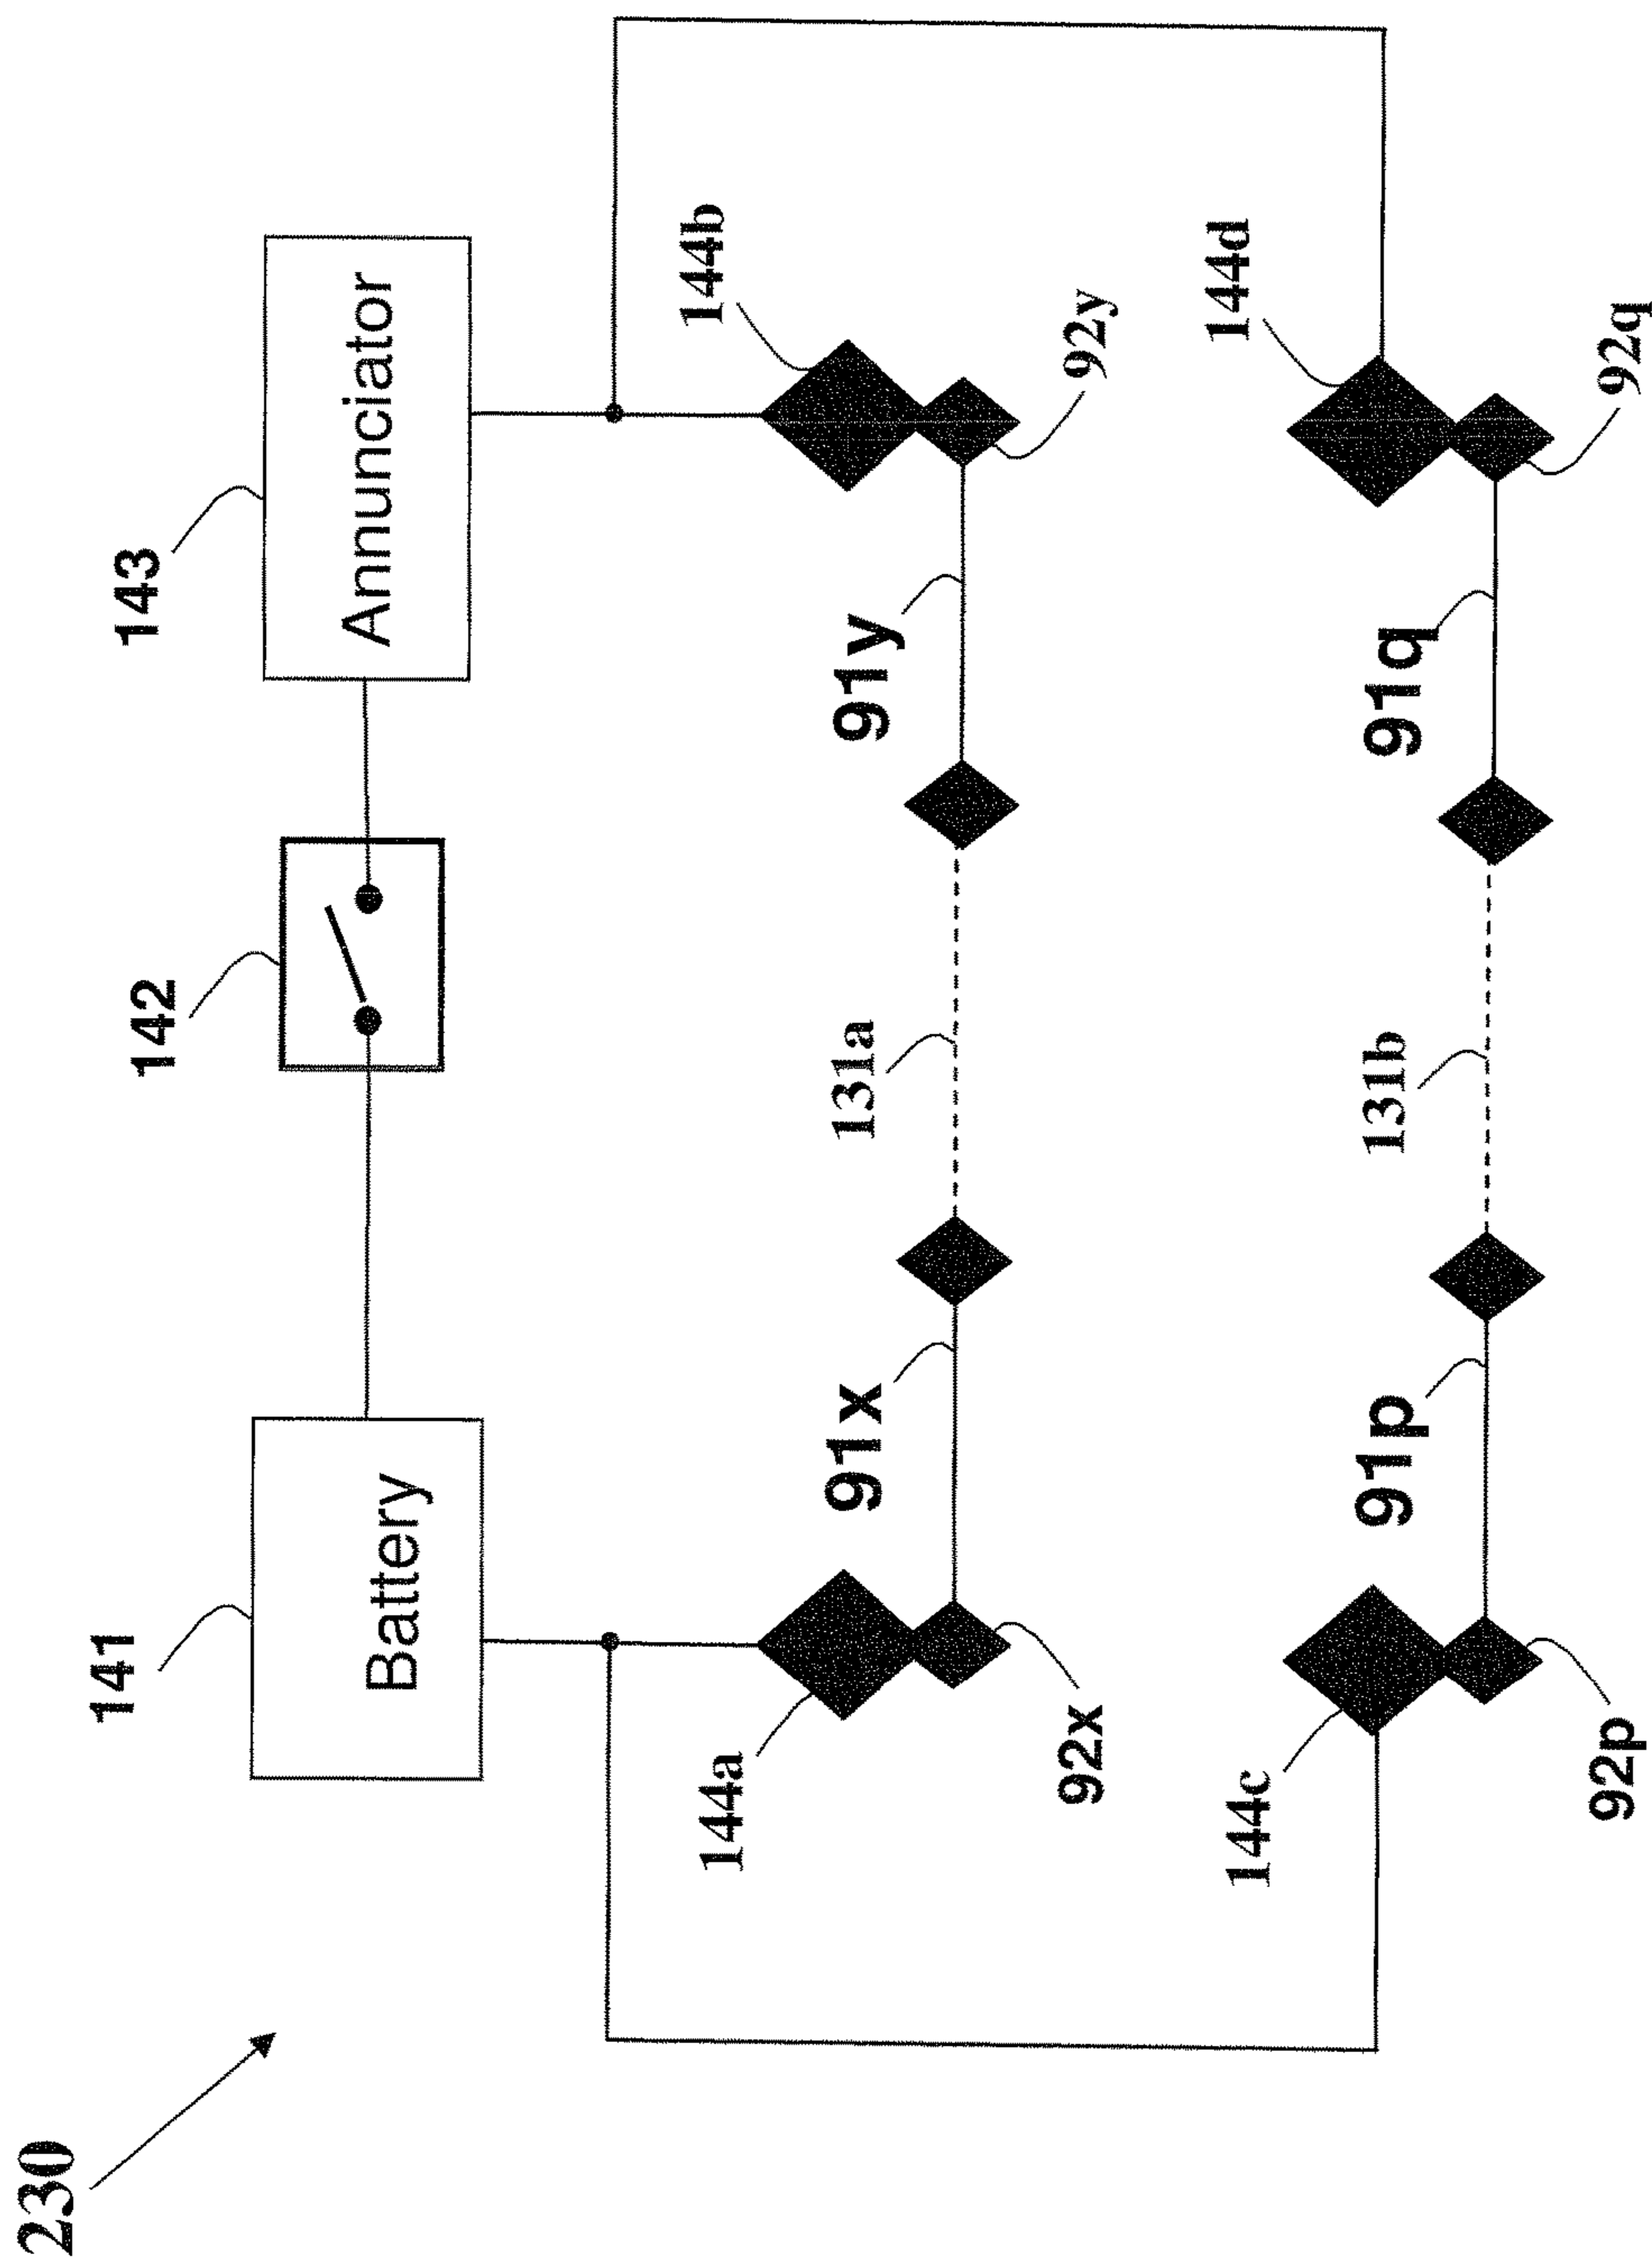 230
141
142
143
Battery
Annunciator
144a
91x
131a
91y
144b
92x
92y
144c
91p
131b
91q
144d
92p
92q